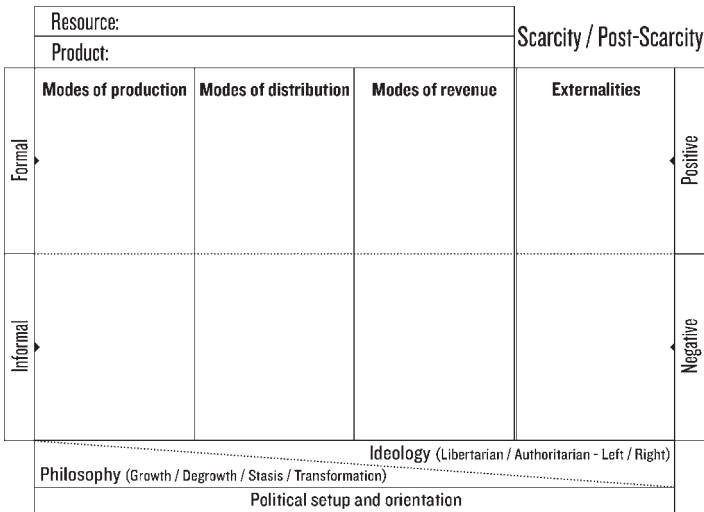 Resource:
Product:
Scarcity / Post-Scarcity
Modes of production
Modes of distribution
Modes of revenue
Externalities
Formal
Positive
Informal
Negative
Ideology (Libertarian / Authoritarian - Left / Right)
Philosophy (Growth / Degrowth / Stasis / Transformation)
Political setup and orientation